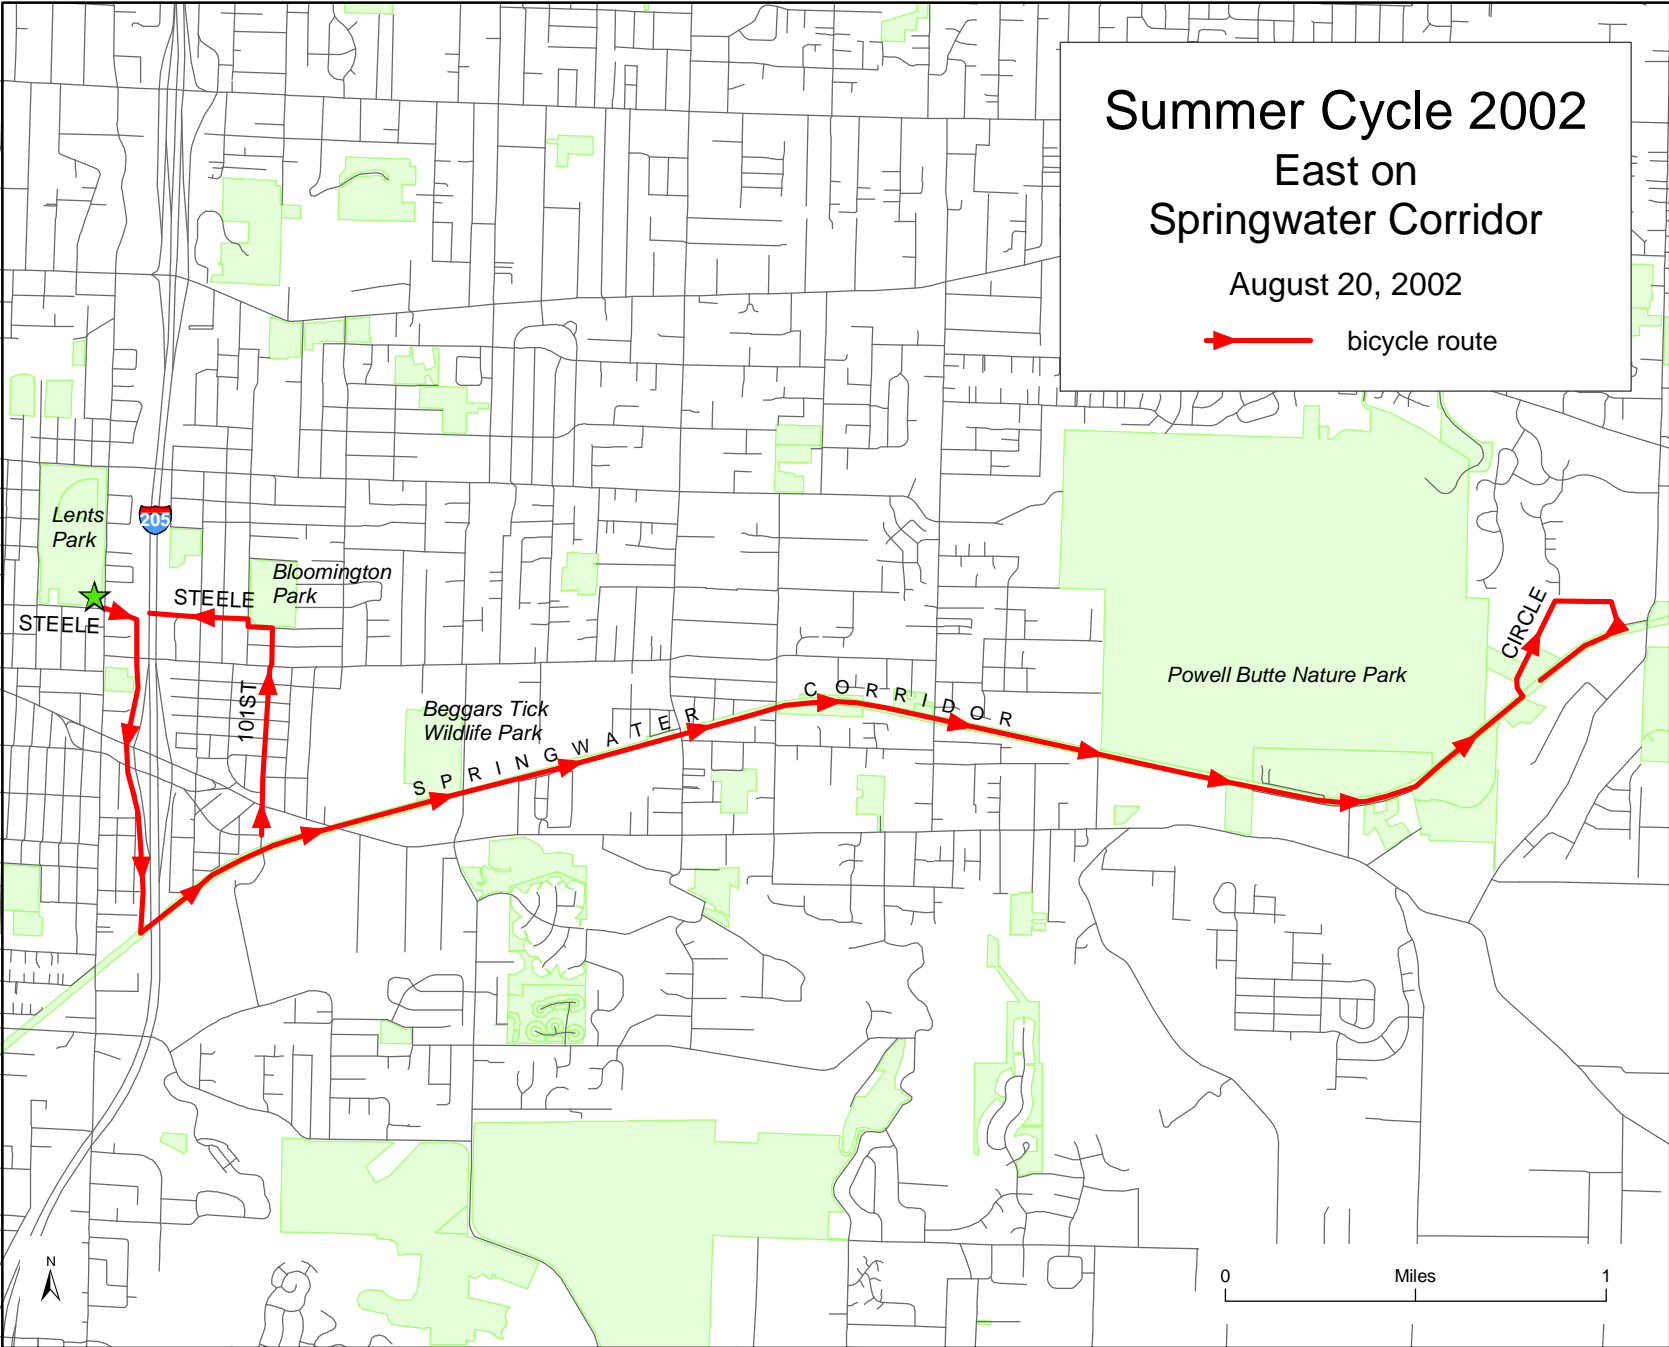 Summer Cycle 2002
East on
Springwater Corridor
August 20, 2002
bicycle route
Lents
Park
205
Bloomington
Park
STEELE
STEELE
CIRCLE
101ST
Powell Butte Nature Park
Beggars Tick
Wildlife Park
SPRINGWATER CORRIDOR
N
0 Miles 1